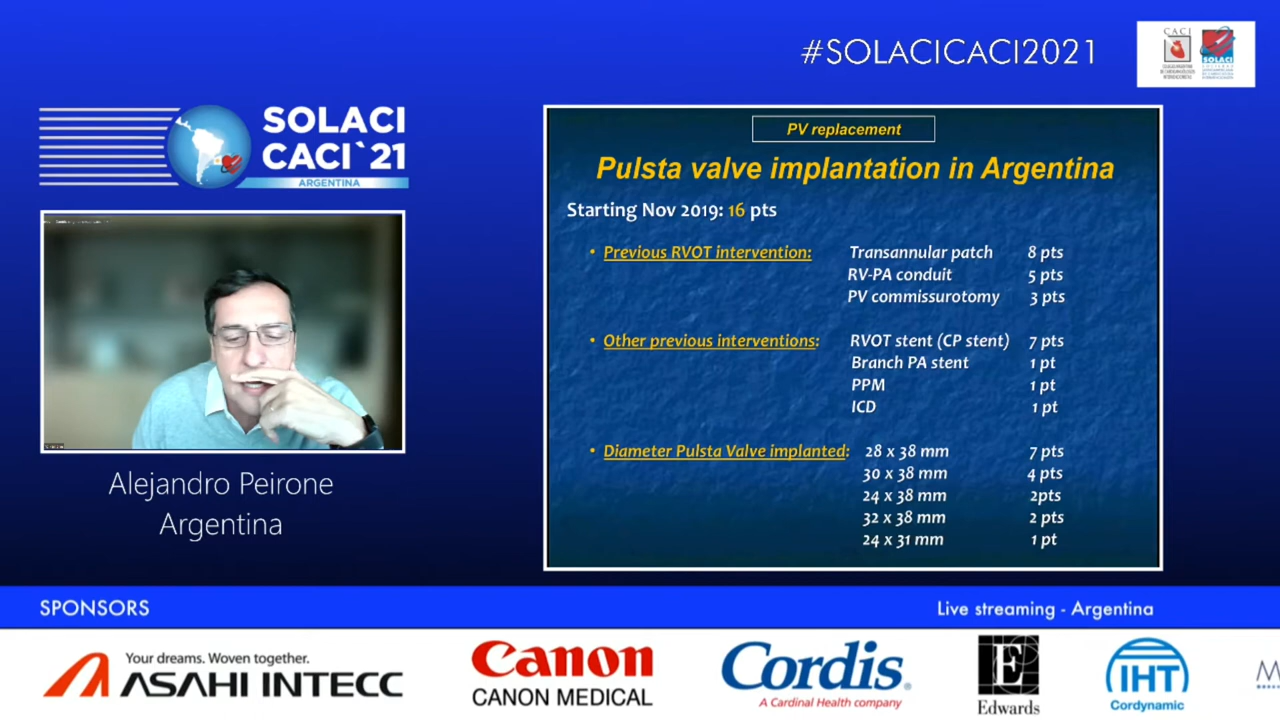 #SOLACICACI2021
CACI
SOLACI
SOLACI
CACI`21
ARGENTINA
PV replacement
Pulsta valve implantation in Argentina
Starting Nov 2019: 16 pts
• Previous RVOT intervention: Transannular patch 8 pts
RV-PA conduit 5 pts
PV commissurotomy 3 pts
• Other previous interventions: RVOT stent (CP stent) 7 pts
Branch PA stent 1 pt
PPM 1 pt
ICD 1 pt
• Diameter Pulsta Valve implanted: 28 x 38 mm 7 pts
30 x 38 mm 4 pts
24 x 38 mm 2pts
32 x 38 mm 2 pts
24 x 31 mm 1 pt
Alejandro Peirone
Argentina
SPONSORS
Live streaming - Argentina
Your dreams. Woven together.
ASAHI INTECC
Canon
CANON MEDICAL
Cordis®
A Cardinal Health company
E
Edwards
IHT
Cordynamic
M